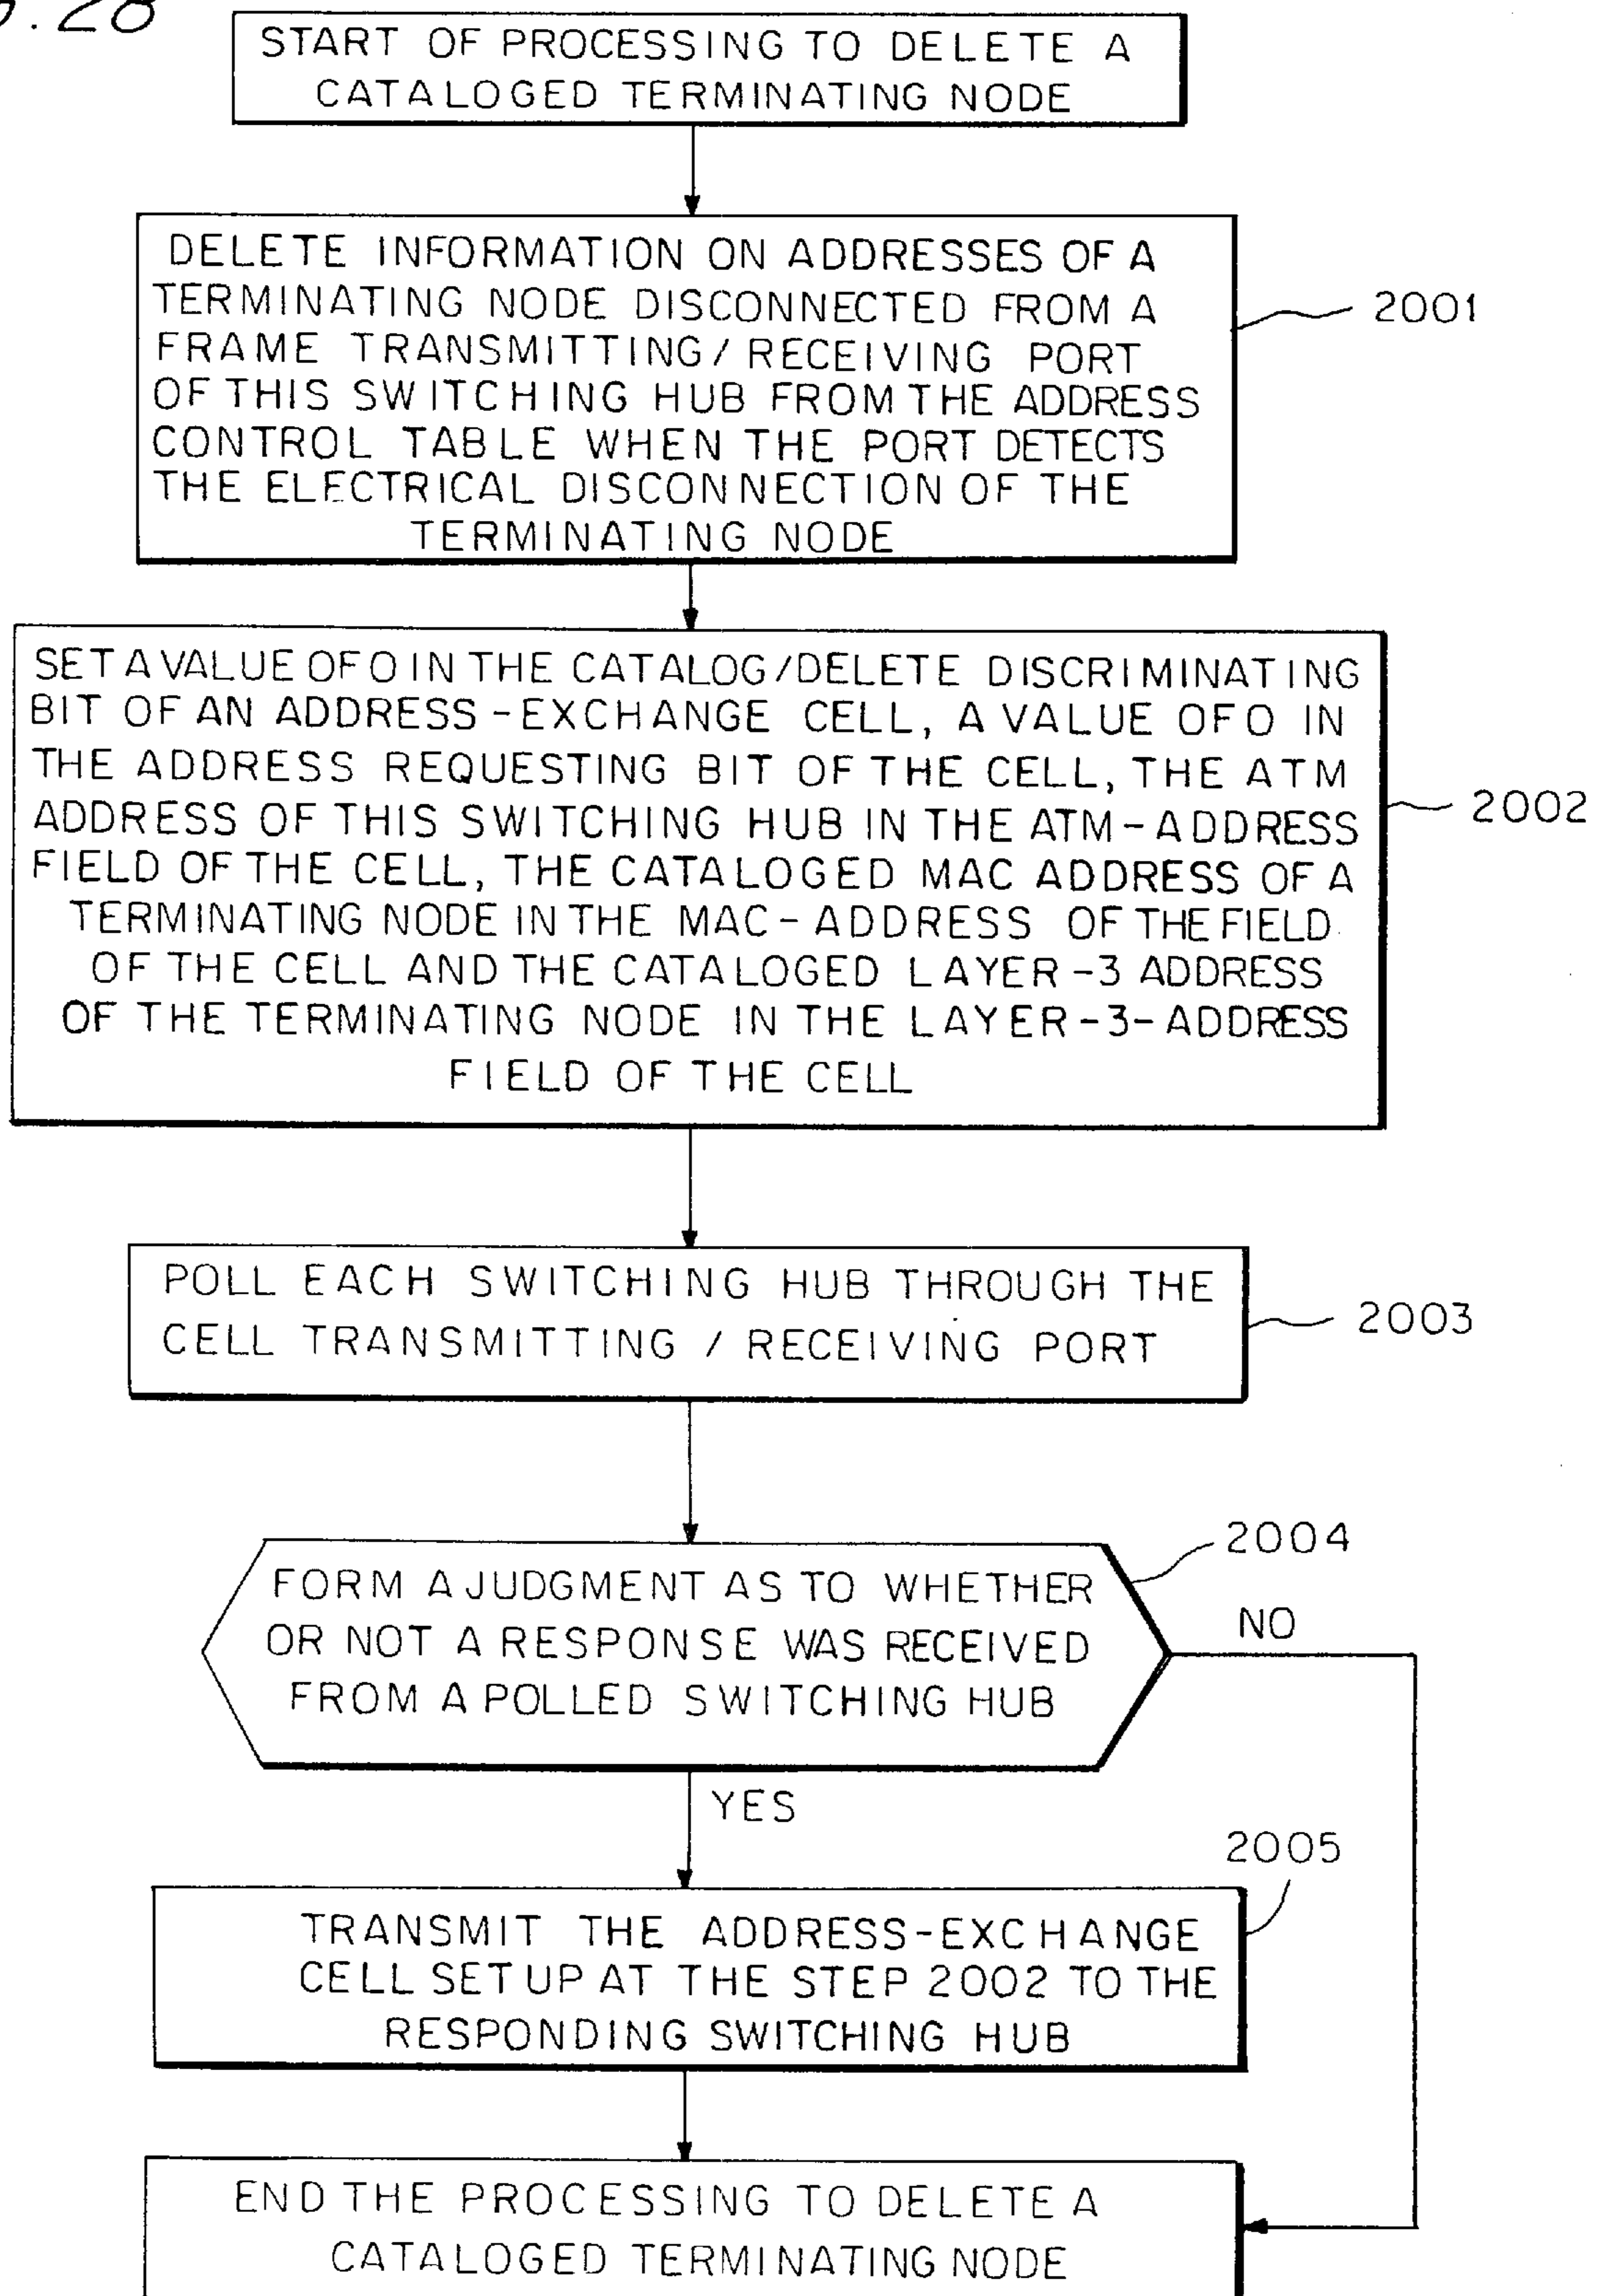 .28
START OF PROCESSING TO DELETE A
CATALOGED TERMINATING NODE
DELETE INFORMATION ON ADDRESSES OF A
TERMINATING NODE DISCONNECTED FROM A
FRAME TRANSMITTING/RECEIVING PORT
OF THIS SWITCHING HUB FROM THE ADDRESS
CONTROL TABLE WHEN THE PORT DETECTS
THE ELECTRICAL DISCONNECTION OF THE
TERMINATING NODE
2001
SET A VALUE OF 0 IN THE CATALOG/DELETE DISCRIMINATING
BIT OF AN ADDRESS-EXCHANGE CELL, A VALUE OF 0 IN
THE ADDRESS REQUESTING BIT OF THE CELL, THE ATM
ADDRESS OF THIS SWITCHING HUB IN THE ATM-ADDRESS
FIELD OF THE CELL, THE CATALOGED MAC ADDRESS OF A
TERMINATING NODE IN THE MAC-ADDRESS OF THE FIELD
OF THE CELL AND THE CATALOGED LAYER-3 ADDRESS
OF THE TERMINATING NODE IN THE LAYER-3-ADDRESS
FIELD OF THE CELL
2002
POLL EACH SWITCHING HUB THROUGH THE
CELL TRANSMITTING / RECEIVING PORT
2003
2004
FORM A JUDGMENT AS TO WHETHER
OR NOT A RESPONSE WAS RECEIVED
FROM A POLLED SWITCHING HUB
NO
YES
2005
TRANSMIT THE ADDRESS-EXCHANGE
CELL SET UP AT THE STEP 2002 TO THE
RESPONDING SWITCHING HUB
END THE PROCESSING TO DELETE A
CATALOGED TERMINATING NODE